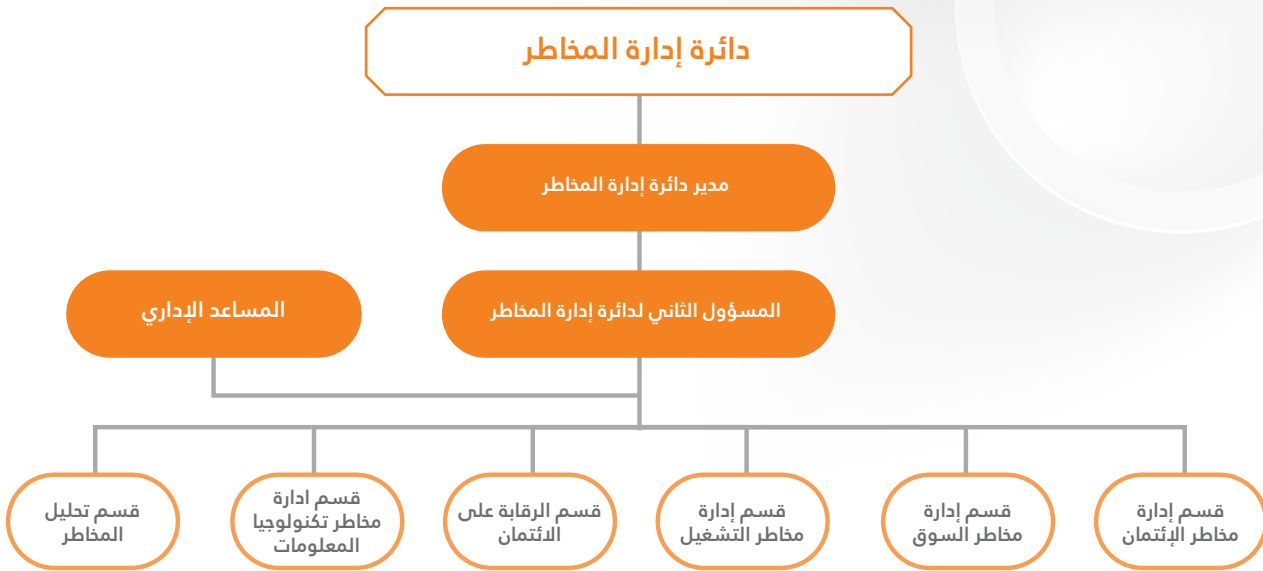 دائرة إدارة المخاطر
مدير دائرة إدارة المخاطر
المسؤول الثاني لدائرة إدارة المخاطر
المساعد الإداري
قسم إدارة
مخاطر الإئتمان
قسم إدارة
مخاطر السوق
قسم إدارة
مخاطر التشغيل
قسم الرقابة على
الائتمان
قسم ادارة
مخاطر تكنولوجيا
المعلومات
قسم تحليل
المخاطر